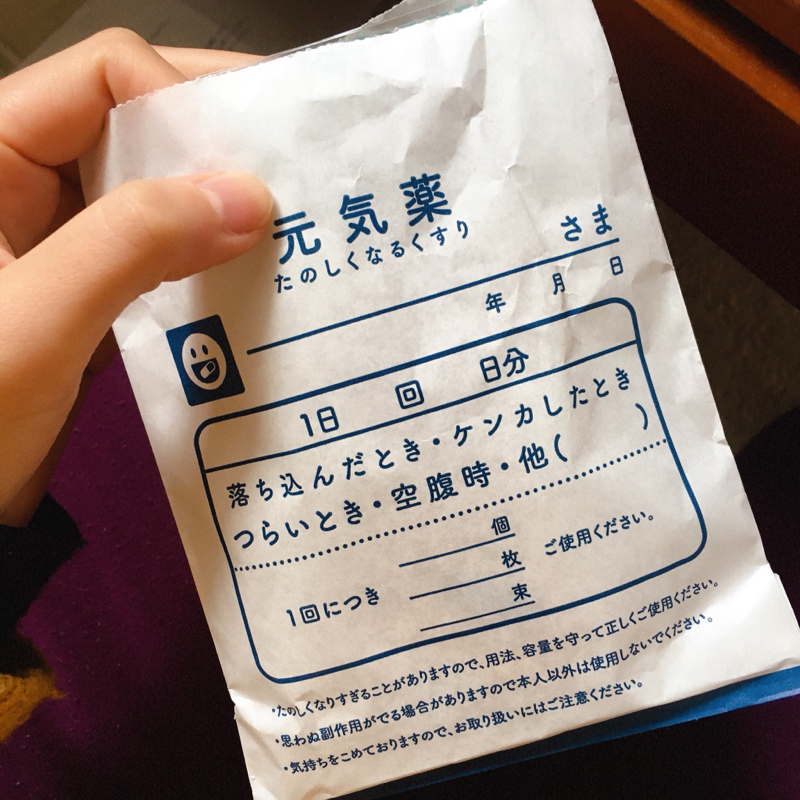 元気薬
たのしくなるくすり
さま
年 月 日
1日 回 日分
落ち込んだとき・ケンカしたとき
つらいとき・空腹時・他( )
1回につき
個
枚
束
ご使用ください。
・たのしくなりすぎることがありますので、用法、容量を守って正しくご使用ください。
・思わぬ副作用がでる場合がありますので本人以外は使用しないでください。
・気持ちをこめておりますので、お取り扱いにはご注意ください。